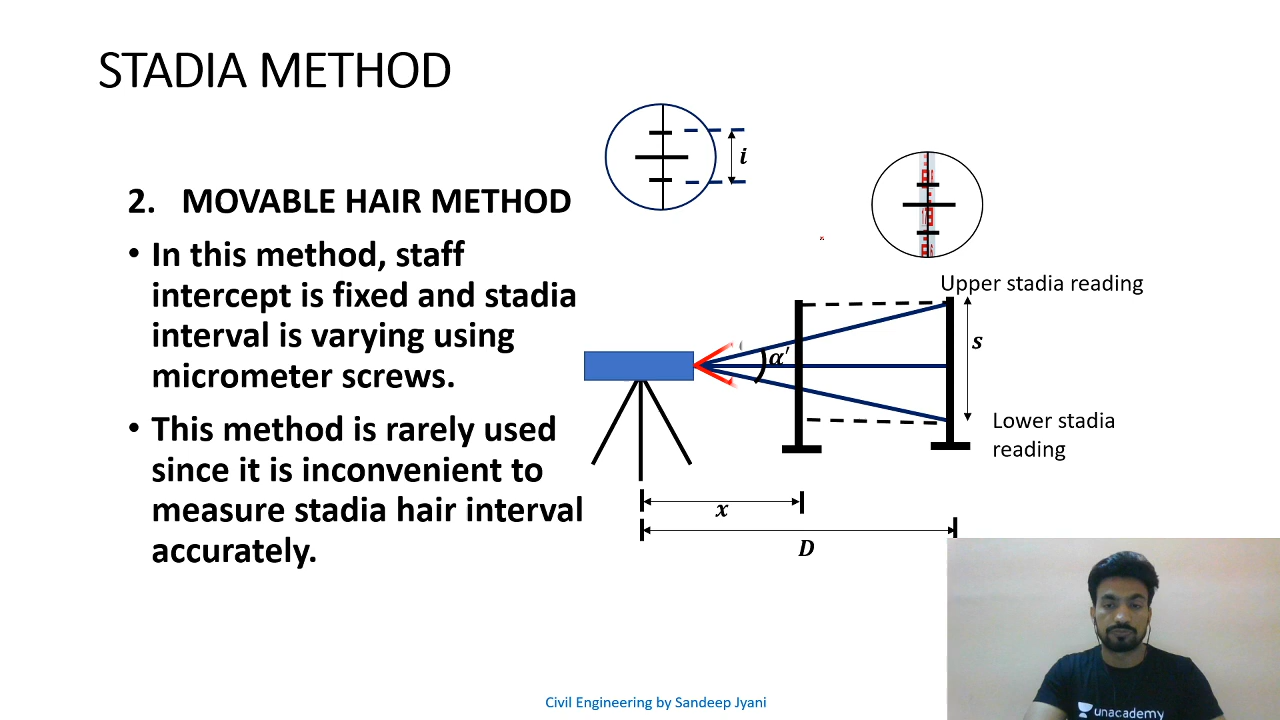 STADIA METHOD
i
2. MOVABLE HAIR METHOD
• In this method, staff
intercept is fixed and stadia
interval is varying using
micrometer screws.
• This method is rarely used
since it is inconvenient to
measure stadia hair interval
accurately.
Upper stadia reading
s
α′
Lower stadia
reading
x
D
unacademy
Civil Engineering by Sandeep Jyani